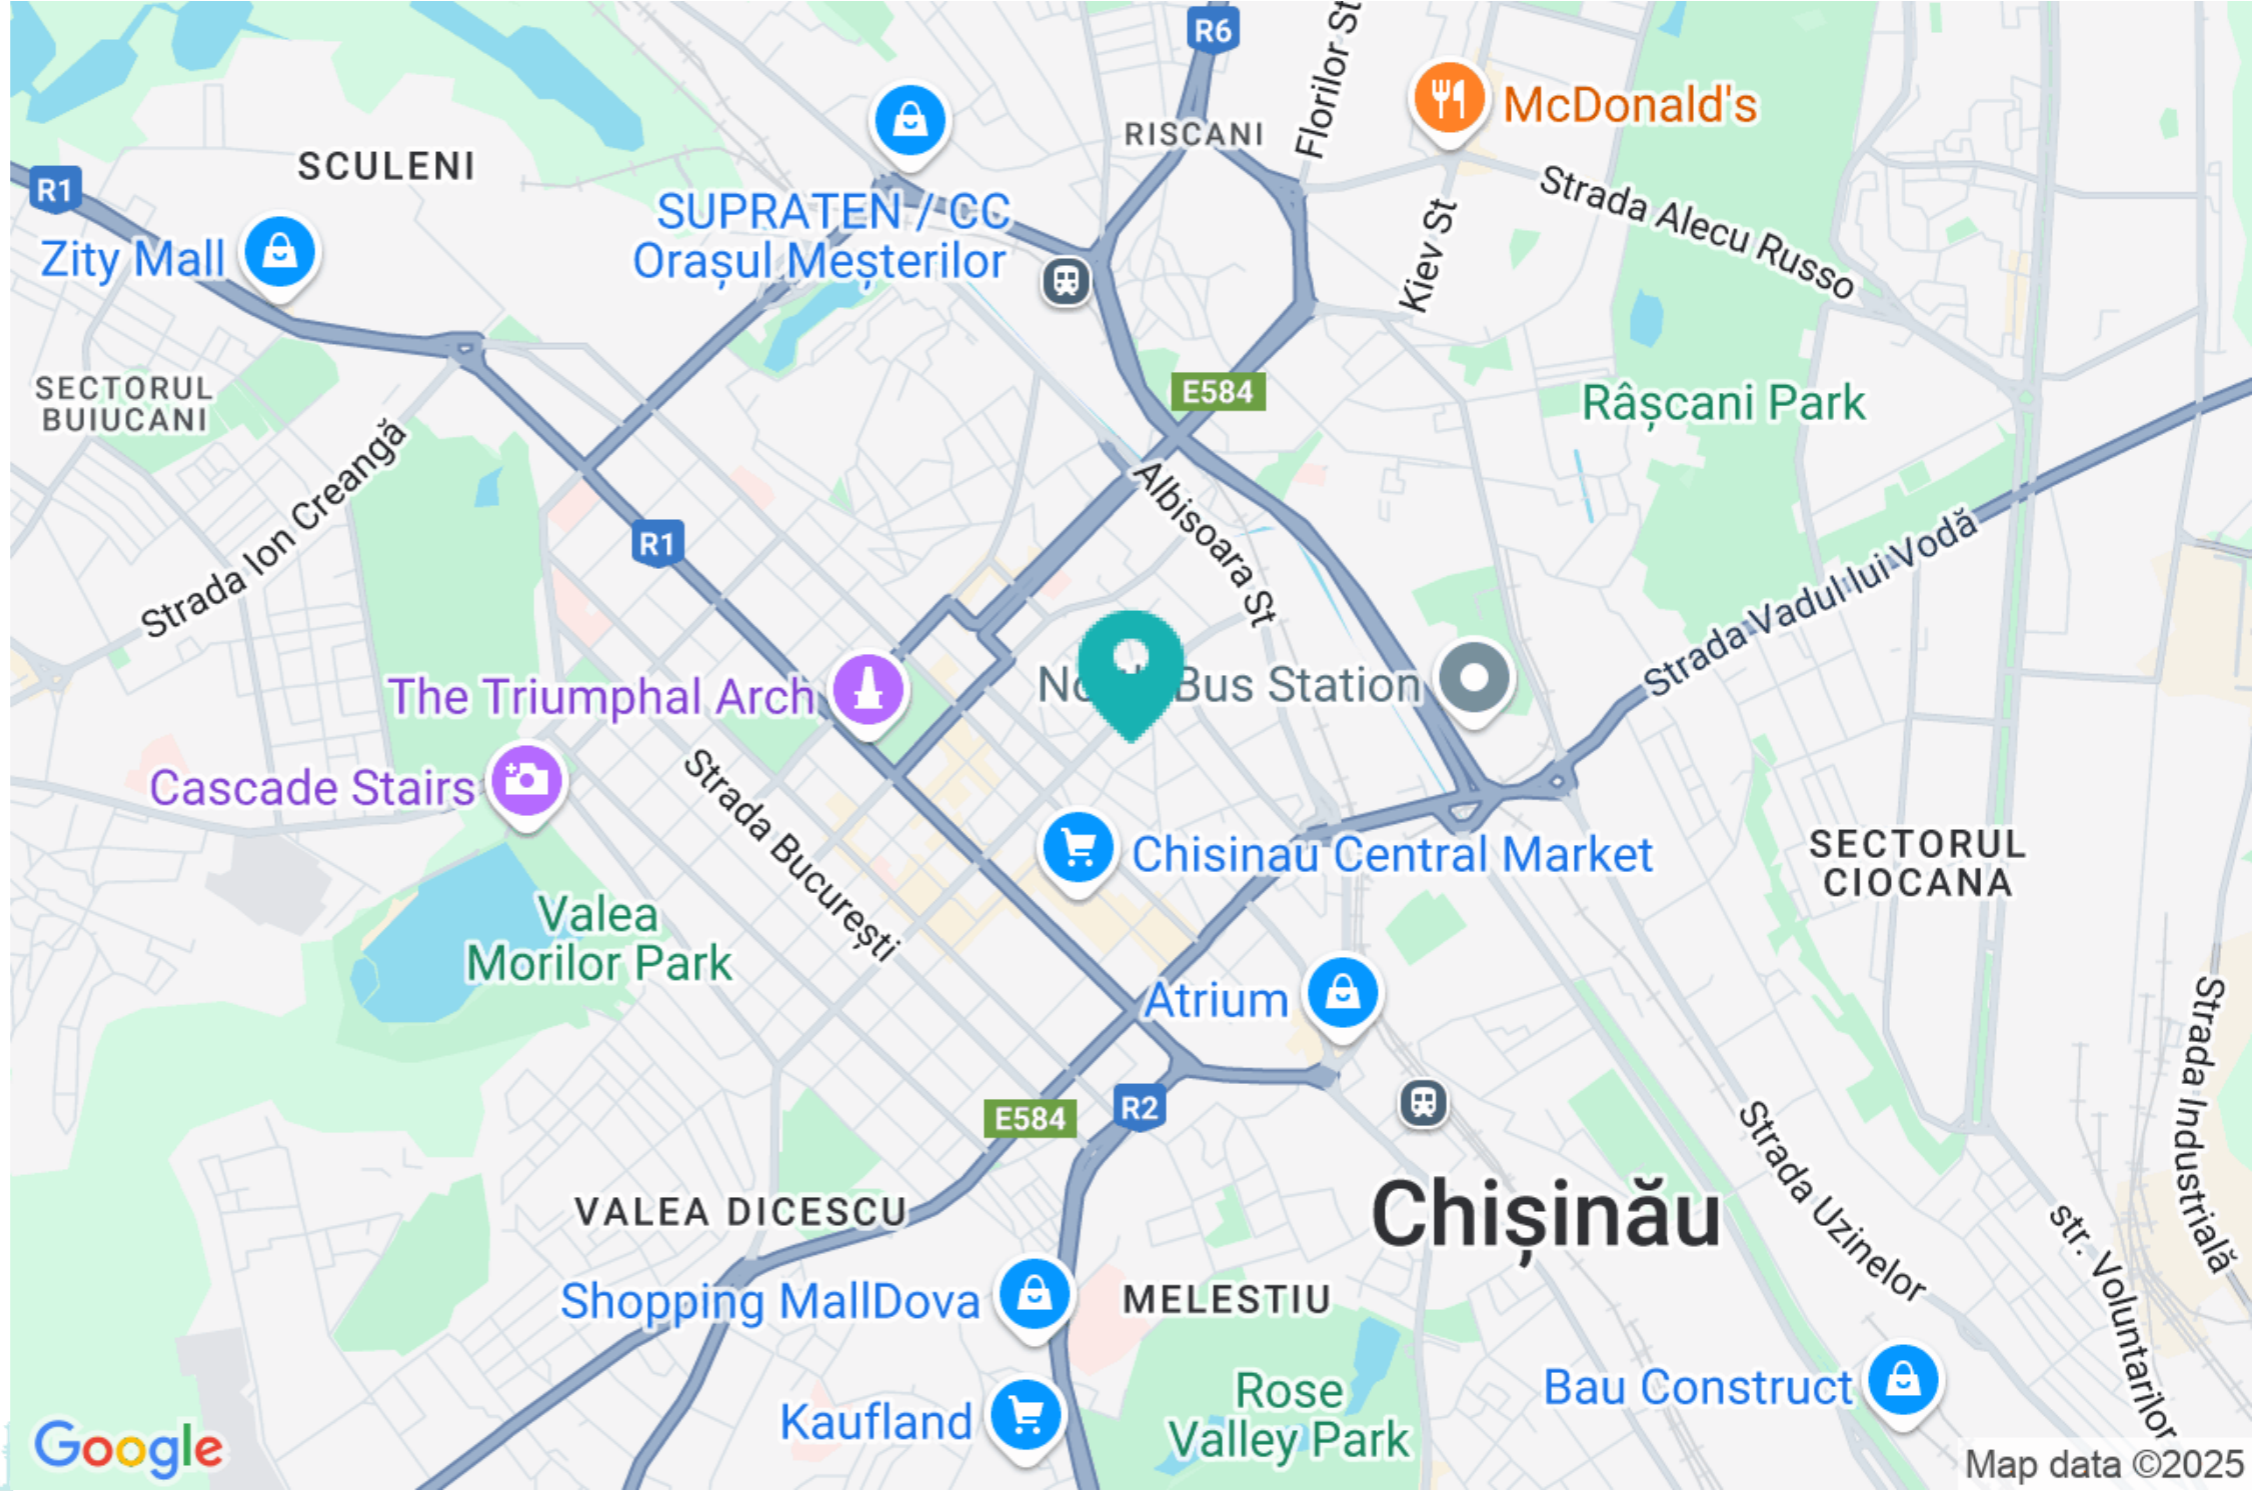 R6
Florilor St
McDonald's
RISCANI
SCULENI
R1
SUPRATEN / CC
Orașul Meșterilor
Zity Mall
Strada Alecu Russo
Kiev St
SECTORUL
BUIUCANI
E584
Râșcani Park
Strada Ion Creangă
R1
Albisoara St
Strada Vadul lui Vodă
The Triumphal Arch
Bus Station
Cascade Stairs
Strada București
Chisinau Central Market
SECTORUL
CIOCANA
Valea
Morilor Park
Atrium
Strada Industrială
E584
R2
Strada Uzinelor
VALEA DICESCU
Chișinău
str. Voluntarilor
Shopping MallDova
MELESTIU
Rose
Valley Park
Bau Construct
Kaufland
Google
Map data ©2025